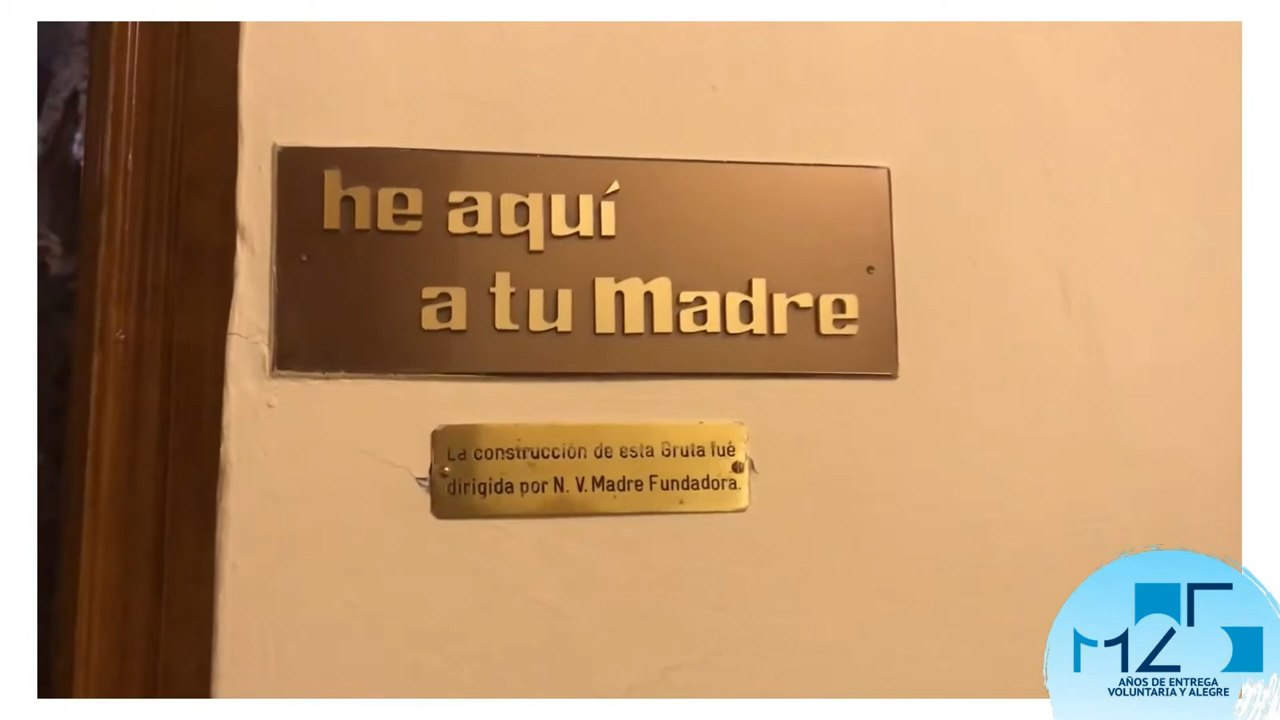 he aquí
a tu Madre
La construcción de esta Gruta fué
dirigida por N. V. Madre Fundadora.
125
AÑOS DE ENTREGA
VOLUNTARIA Y ALEGRE